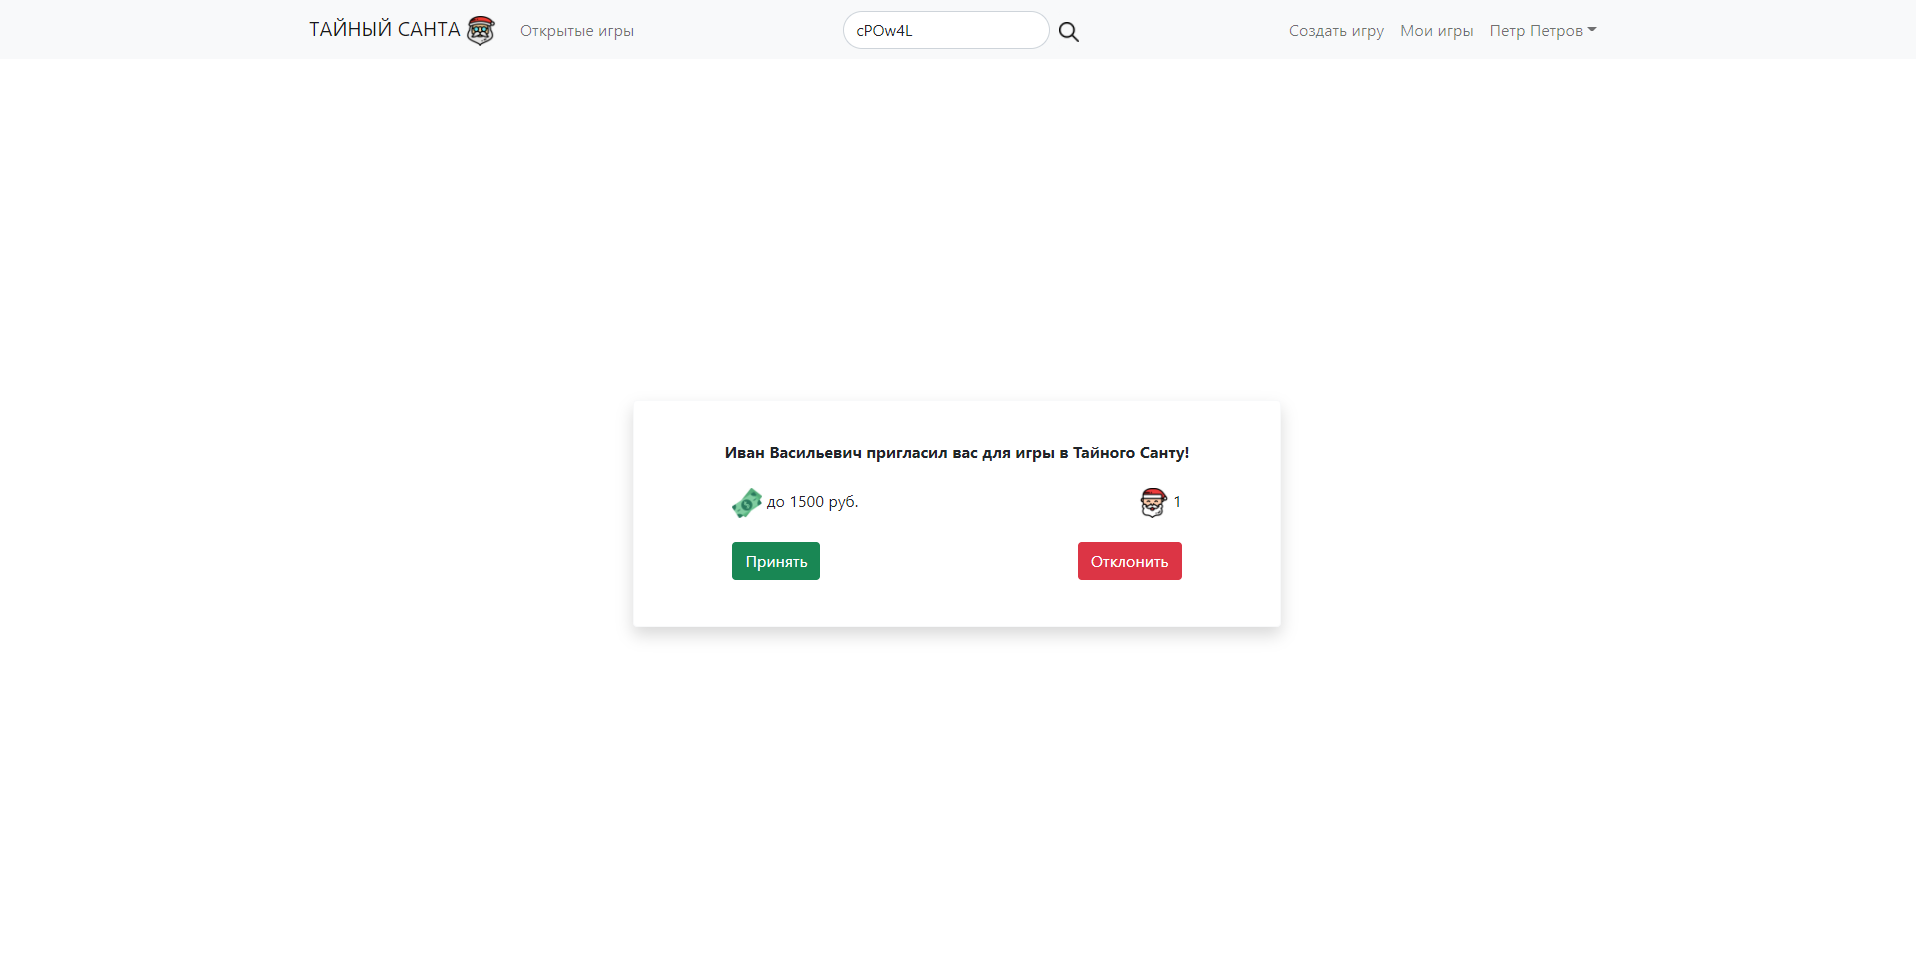 ТАЙНЫЙ САНТА Открытые игры cPOw4L Создать игру Мои игры Петр Петров
Иван Васильевич пригласил вас для игры в Тайного Санту!
до 1500 руб. 1
Принять Отклонить